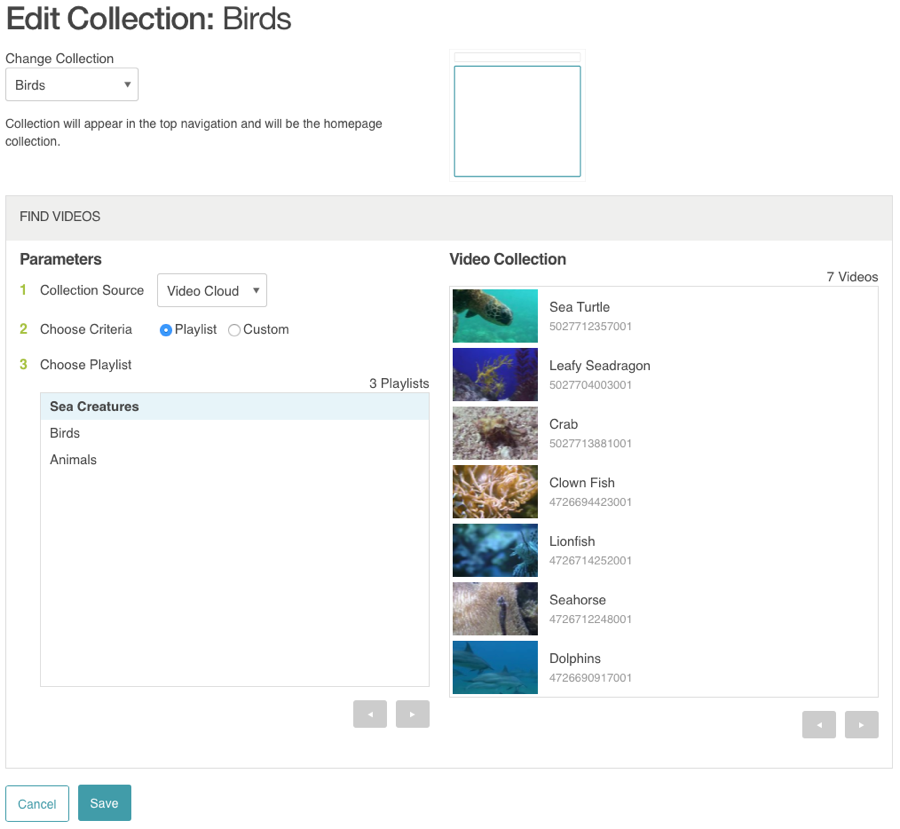 Edit Collection: Birds
Change Collection
Birds
Collection will appear in the top navigation and will be the homepage
collection.
FIND VIDEOS
Parameters
1 Collection Source Video Cloud
2 Choose Criteria Playlist Custom
3 Choose Playlist
3 Playlists
Sea Creatures
Birds
Animals
Video Collection
7 Videos
Sea Turtle
5027712357001
Leafy Seadragon
5027704003001
Crab
5027713881001
Clown Fish
4726694423001
Lionfish
4726714252001
Seahorse
4726712248001
Dolphins
4726690917001
Cancel
Save